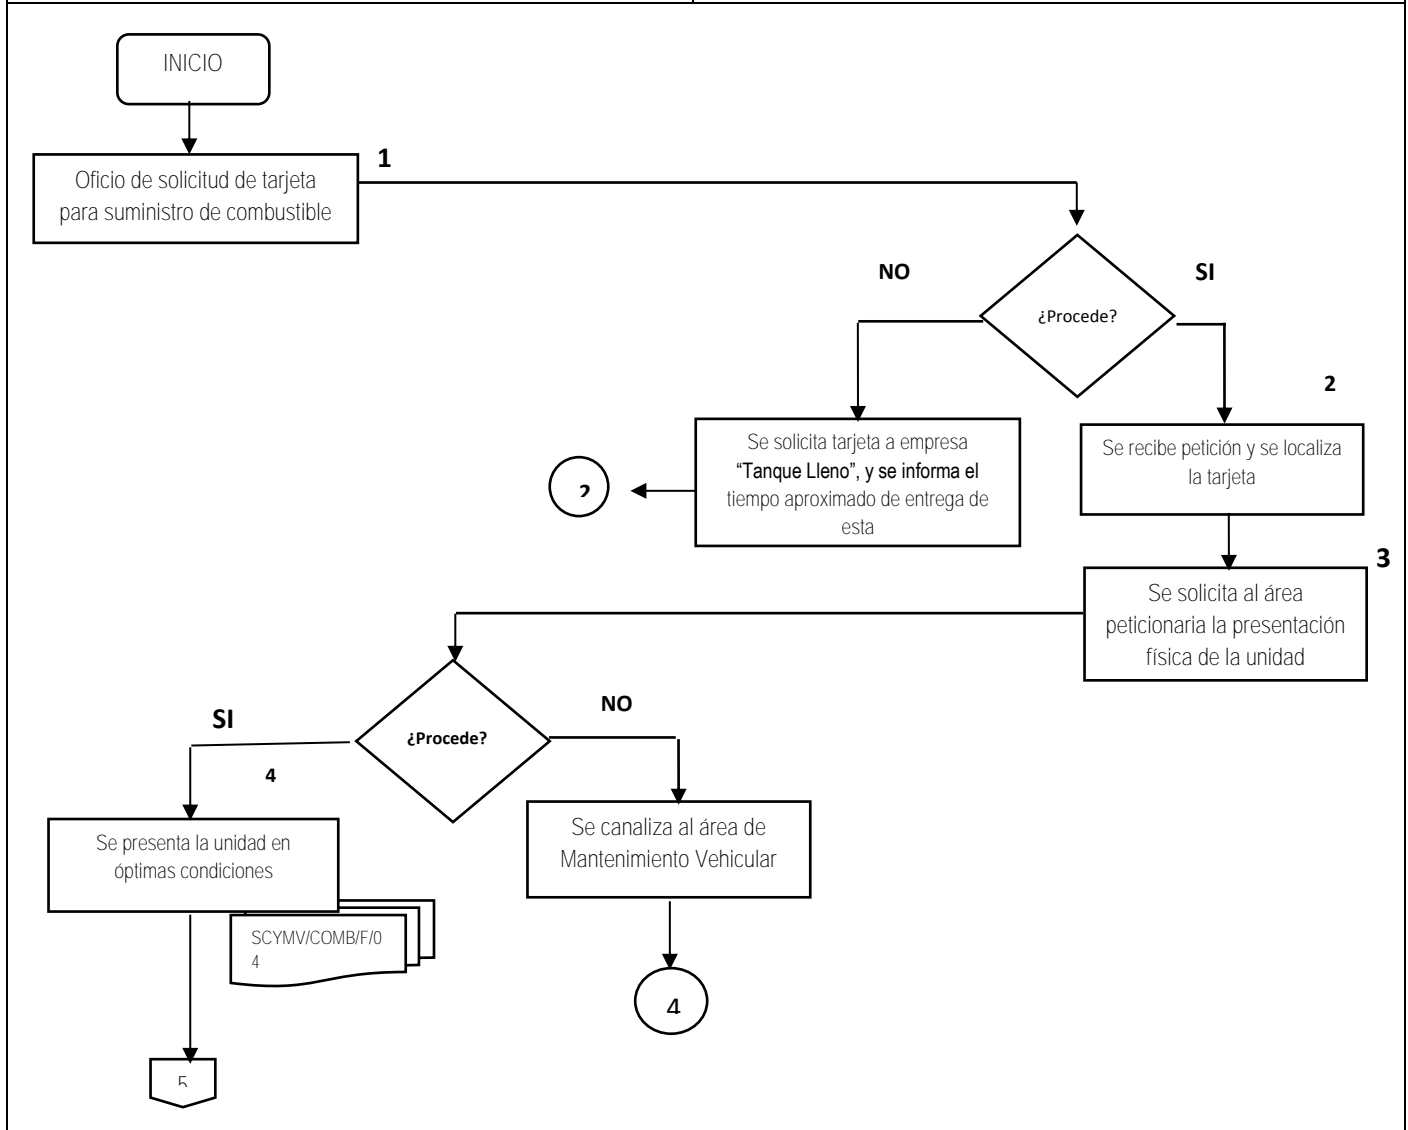 INICIO
1
Oficio de solicitud de tarjeta
para suministro de combustible
NO
SI
¿Procede?
2
Se solicita tarjeta a empresa
“Tanque Lleno”, y se informa el
tiempo aproximado de entrega de
esta
Se recibe petición y se localiza
la tarjeta
2
3
Se solicita al área
peticionaria la presentación
física de la unidad
SI
NO
¿Procede?
4
Se presenta la unidad en
óptimas condiciones
Se canaliza al área de
Mantenimiento Vehicular
SCYMV/COMB/F/0
4
4
5